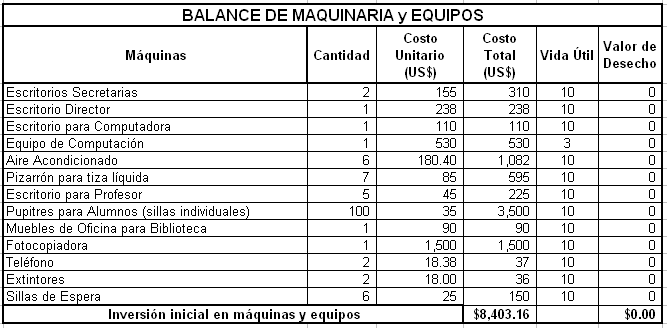 BALANCE DE MAQUINARIA y EQUIPOS
Máquinas Cantidad Costo Unitario (US$) Costo Total (US$) Vida Útil Valor de Desecho
Escritorios Secretarias 2 155 310 10 0
Escritorio Director 1 238 238 10 0
Escritorio para Computadora 1 110 110 10 0
Equipo de Computación 1 530 530 3 0
Aire Acondicionado 6 180.40 1,082 10 0
Pizarrón para tiza líquida 7 85 595 10 0
Escritorio para Profesor 5 45 225 10 0
Pupitres para Alumnos (sillas individuales) 100 35 3,500 10 0
Muebles de Oficina para Biblioteca 1 90 90 10 0
Fotocopiadora 1 1,500 1,500 10 0
Teléfono 2 18.38 37 10 0
Extintores 2 18.00 36 10 0
Sillas de Espera 6 25 150 10 0
Inversión inicial en máquinas y equipos $8,403.16 $0.00